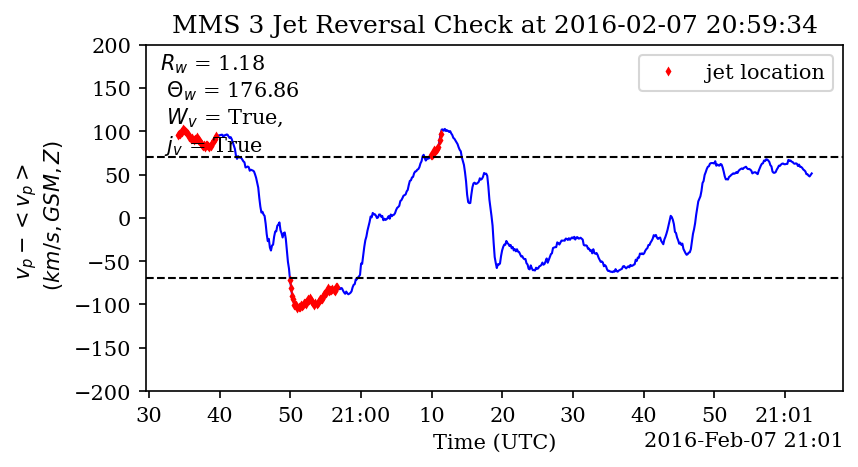 MMS 3 Jet Reversal Check at 2016-02-07 20:59:34
R_w = 1.18
Θ_w = 176.86
W_v = True,
j_v = True
jet location
v_p − < v_p >
(km/s, GSM, Z)
200
150
100
50
0
−50
−100
−150
−200
30 40 50 21:00 10 20 30 40 50 21:01
Time (UTC)
2016-Feb-07 21:01